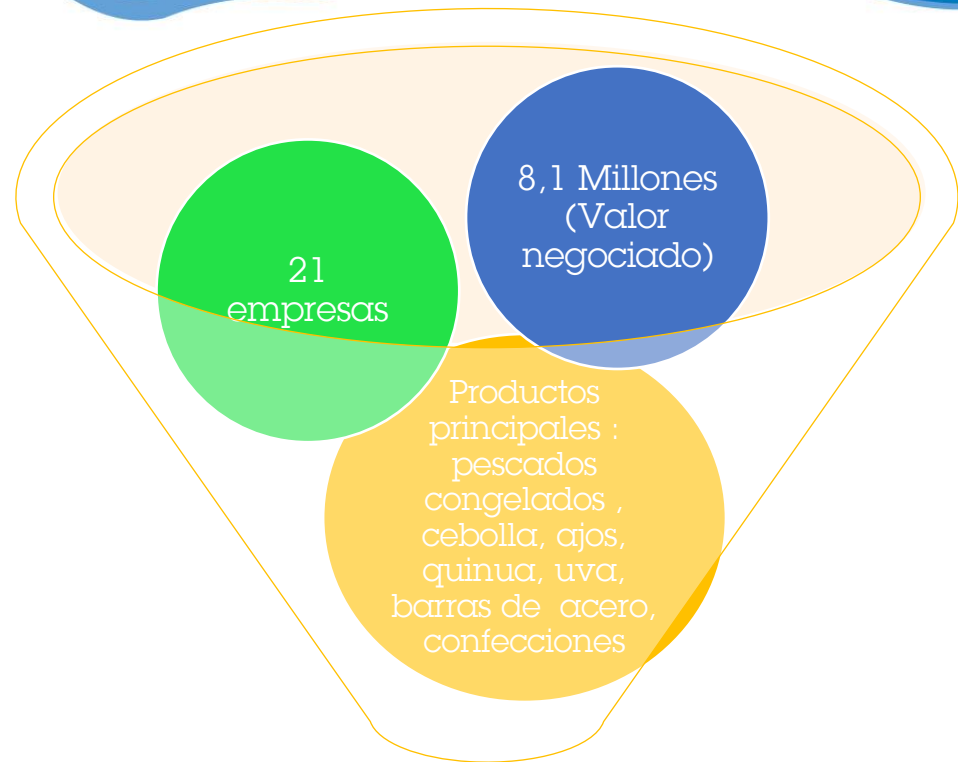 21
empresas
8,1 Millones
(Valor
negociado)
Productos
principales :
pescados
congelados ,
cebolla, ajos,
quinua, uva,
barras de acero,
confecciones